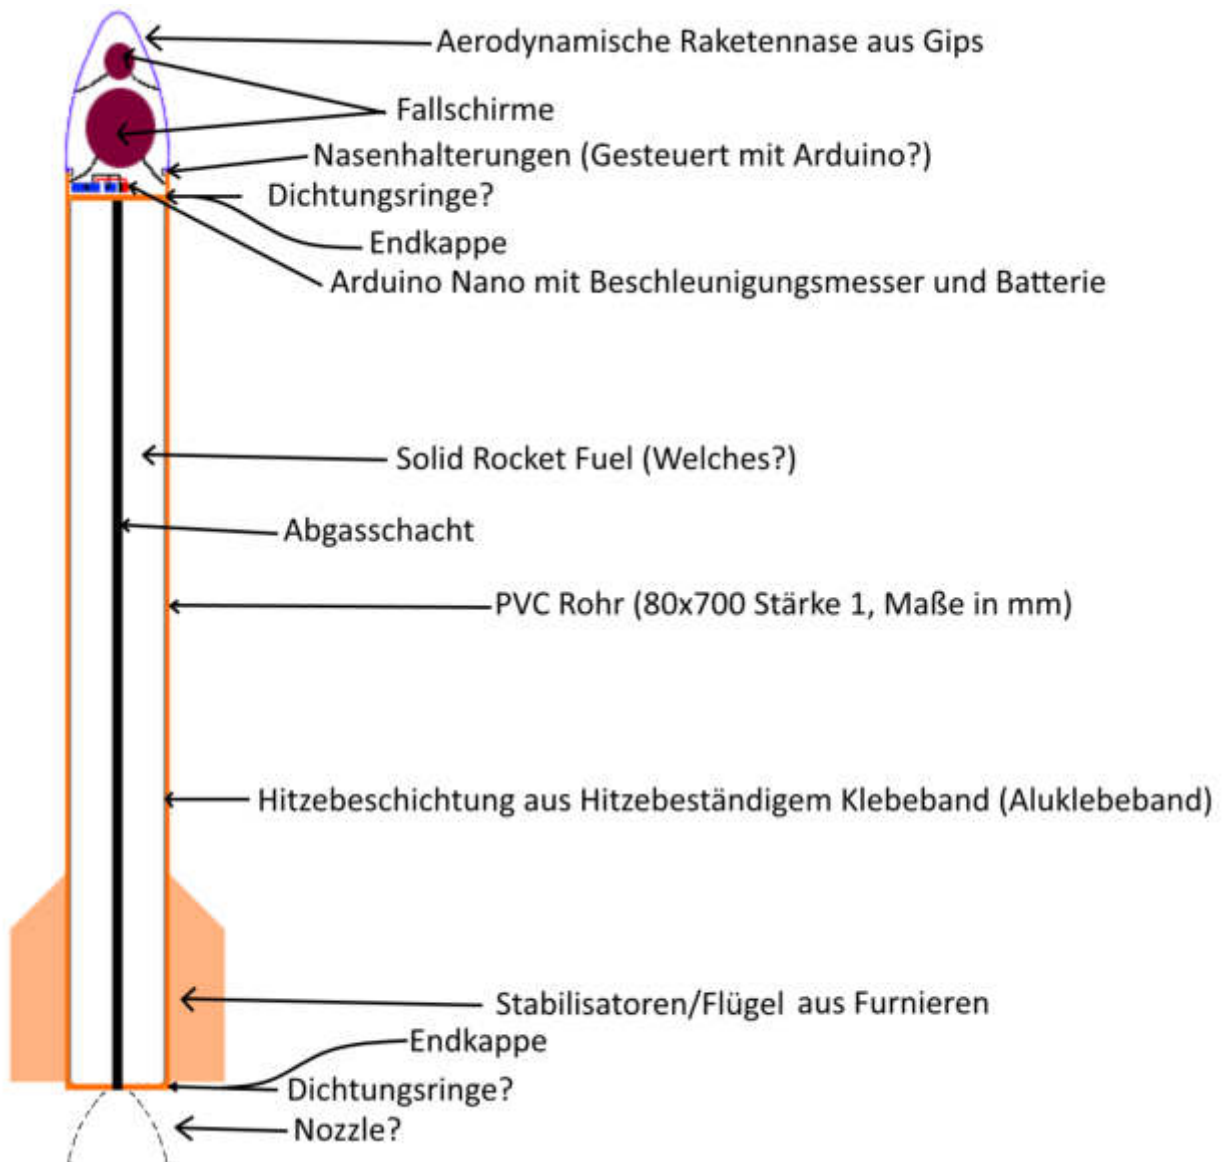 Aerodynamische Raketennase aus Gips
Fallschirme
Nasenhalterungen (Gesteuert mit Arduino?)
Dichtungsringe?
Endkappe
Arduino Nano mit Beschleunigungsmesser und Batterie
Solid Rocket Fuel (Welches?)
Abgasschacht
PVC Rohr (80x700 Stärke 1, Maße in mm)
Hitzebeschichtung aus Hitzebeständigem Klebeband (Aluklebeband)
Stabilisatoren/Flügel aus Furnieren
Endkappe
Dichtungsringe?
Nozzle?